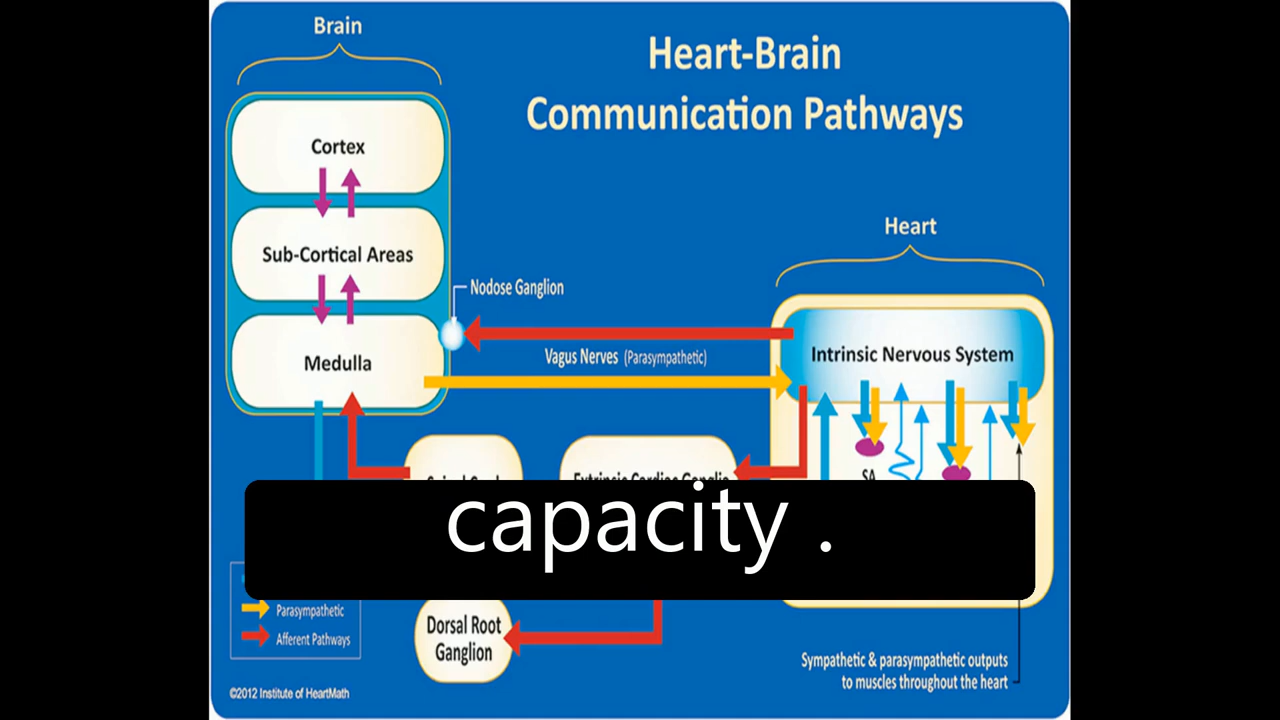 Brain
Heart-Brain
Communication Pathways
Cortex
Sub-Cortical Areas
Heart
Nodose Ganglion
Medulla
Vagus Nerves (Parasympathetic)
Intrinsic Nervous System
SA
capacity .
Parasympathetic
Afferent Pathways
Dorsal Root
Ganglion
Sympathetic & parasympathetic outputs
to muscles throughout the heart
©2012 Institute of HeartMath